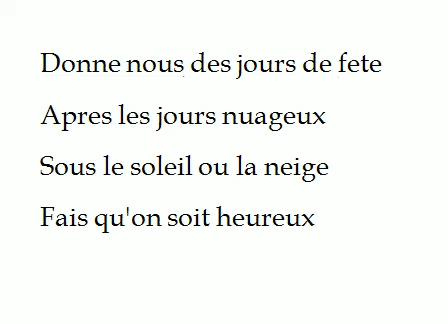 Donne nous des jours de fete
Apres les jours nuageux
Sous le soleil ou la neige
Fais qu'on soit heureux